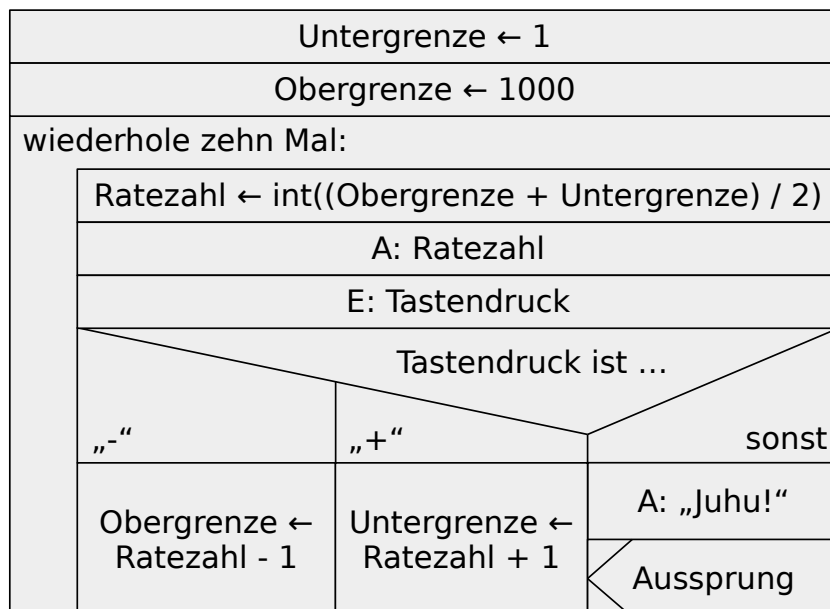 Untergrenze ← 1
Obergrenze ← 1000
wiederhole zehn Mal:
Ratezahl ← int((Obergrenze + Untergrenze) / 2)
A: Ratezahl
E: Tastendruck
Tastendruck ist …
„-“
„+“
sonst
Obergrenze ←
Ratezahl - 1
Untergrenze ←
Ratezahl + 1
A: „Juhu!“
Aussprung